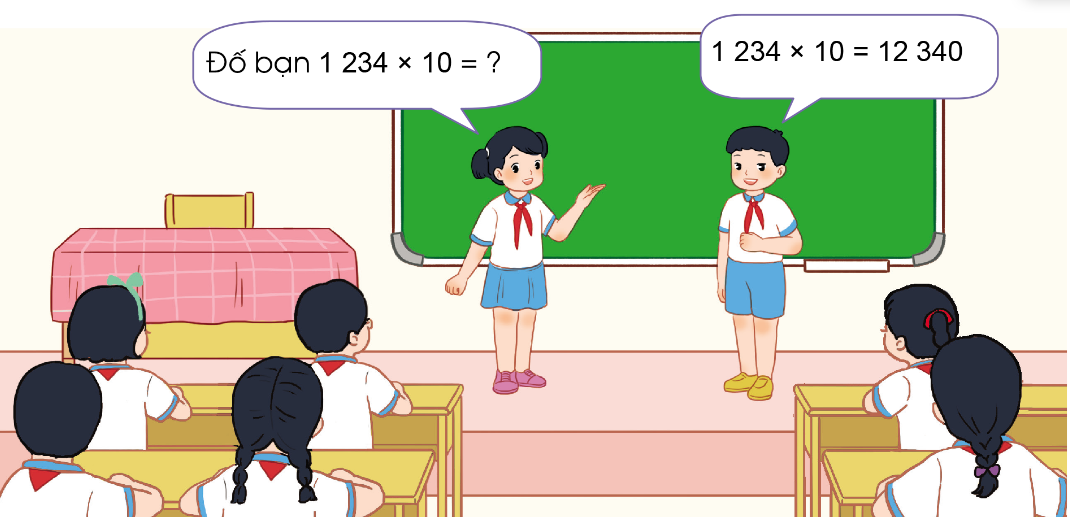 Đố bạn 1 234 × 10 = ?
1 234 × 10 = 12 340